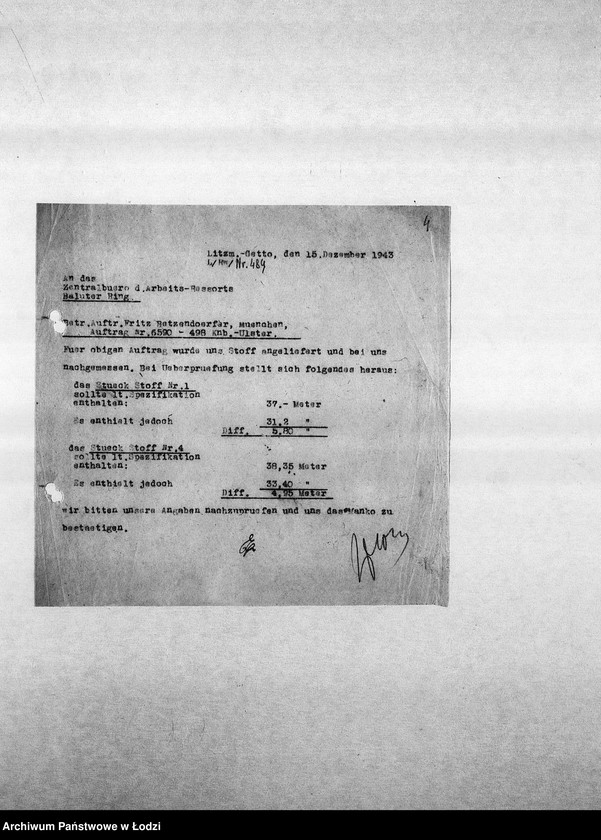 4
Litzm.-Getto, den 15.Dezember 1943
Nr.484
An das
Zentralbuero d.Arbeits-Ressorts
Baluter Ring.
Betr.Auftr.Fritz Betzendoerfer, Muenchen,
Auftrag Nr.6590 - 498 Knb.-Ulster.
Fuer obigen Auftrag wurde uns Stoff angeliefert und bei uns
nachgemessen. Bei Ueberpruefung stellt sich folgendes heraus:
das Stueck Stoff Nr.1
sollte lt.Spezifikation
enthalten: 37.- Meter
Es enthielt jedoch 31,2 "
Diff. 5,80 "
das Stueck Stoff Nr.4
sollte lt.Spezifikation
enthalten: 38,35 Meter
Es enthielt jedoch 33,40 "
Diff. 4,95 Meter
Wir bitten unsere Angaben nachzupruefen und uns das Manko zu
bestaetigen.
Archiwum Państwowe w Łodzi